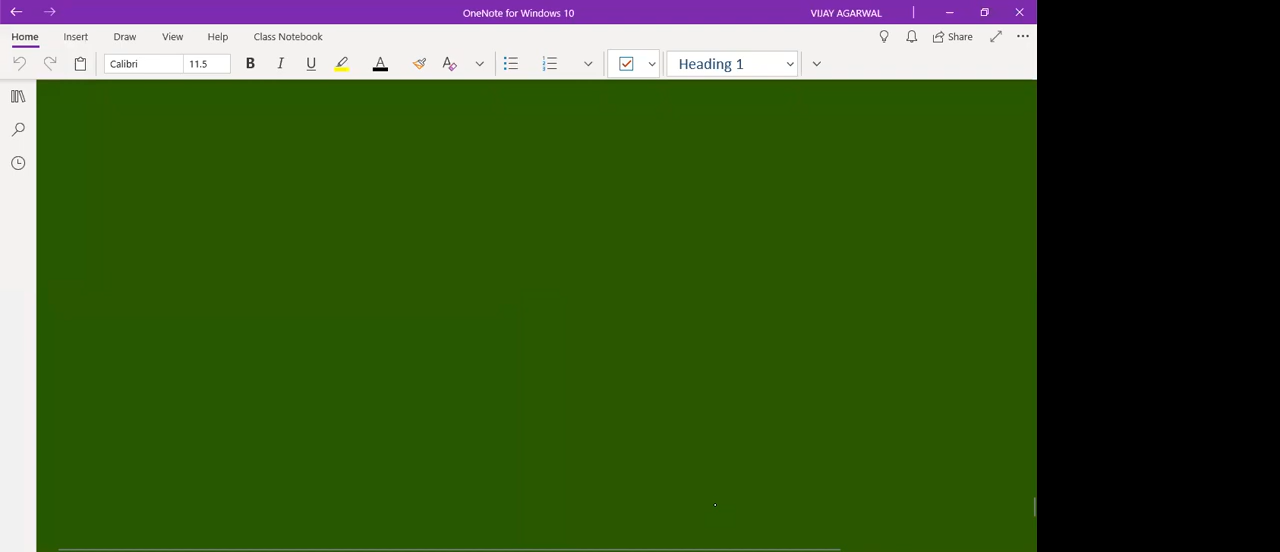 OneNote for Windows 10
VIJAY AGARWAL
Home Insert Draw View Help Class Notebook Share
Calibri 11.5 B I U A A Heading 1